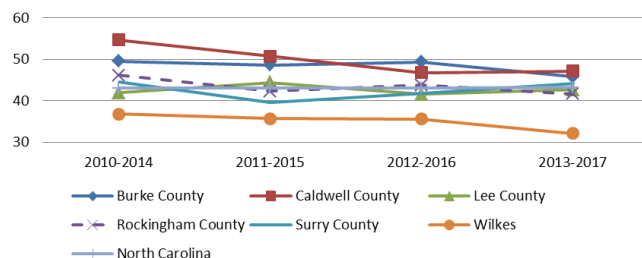 60
50
40
30
2010-2014 2011-2015 2012-2016 2013-2017
Burke County Caldwell County Lee County
Rockingham County Surry County Wilkes
North Carolina